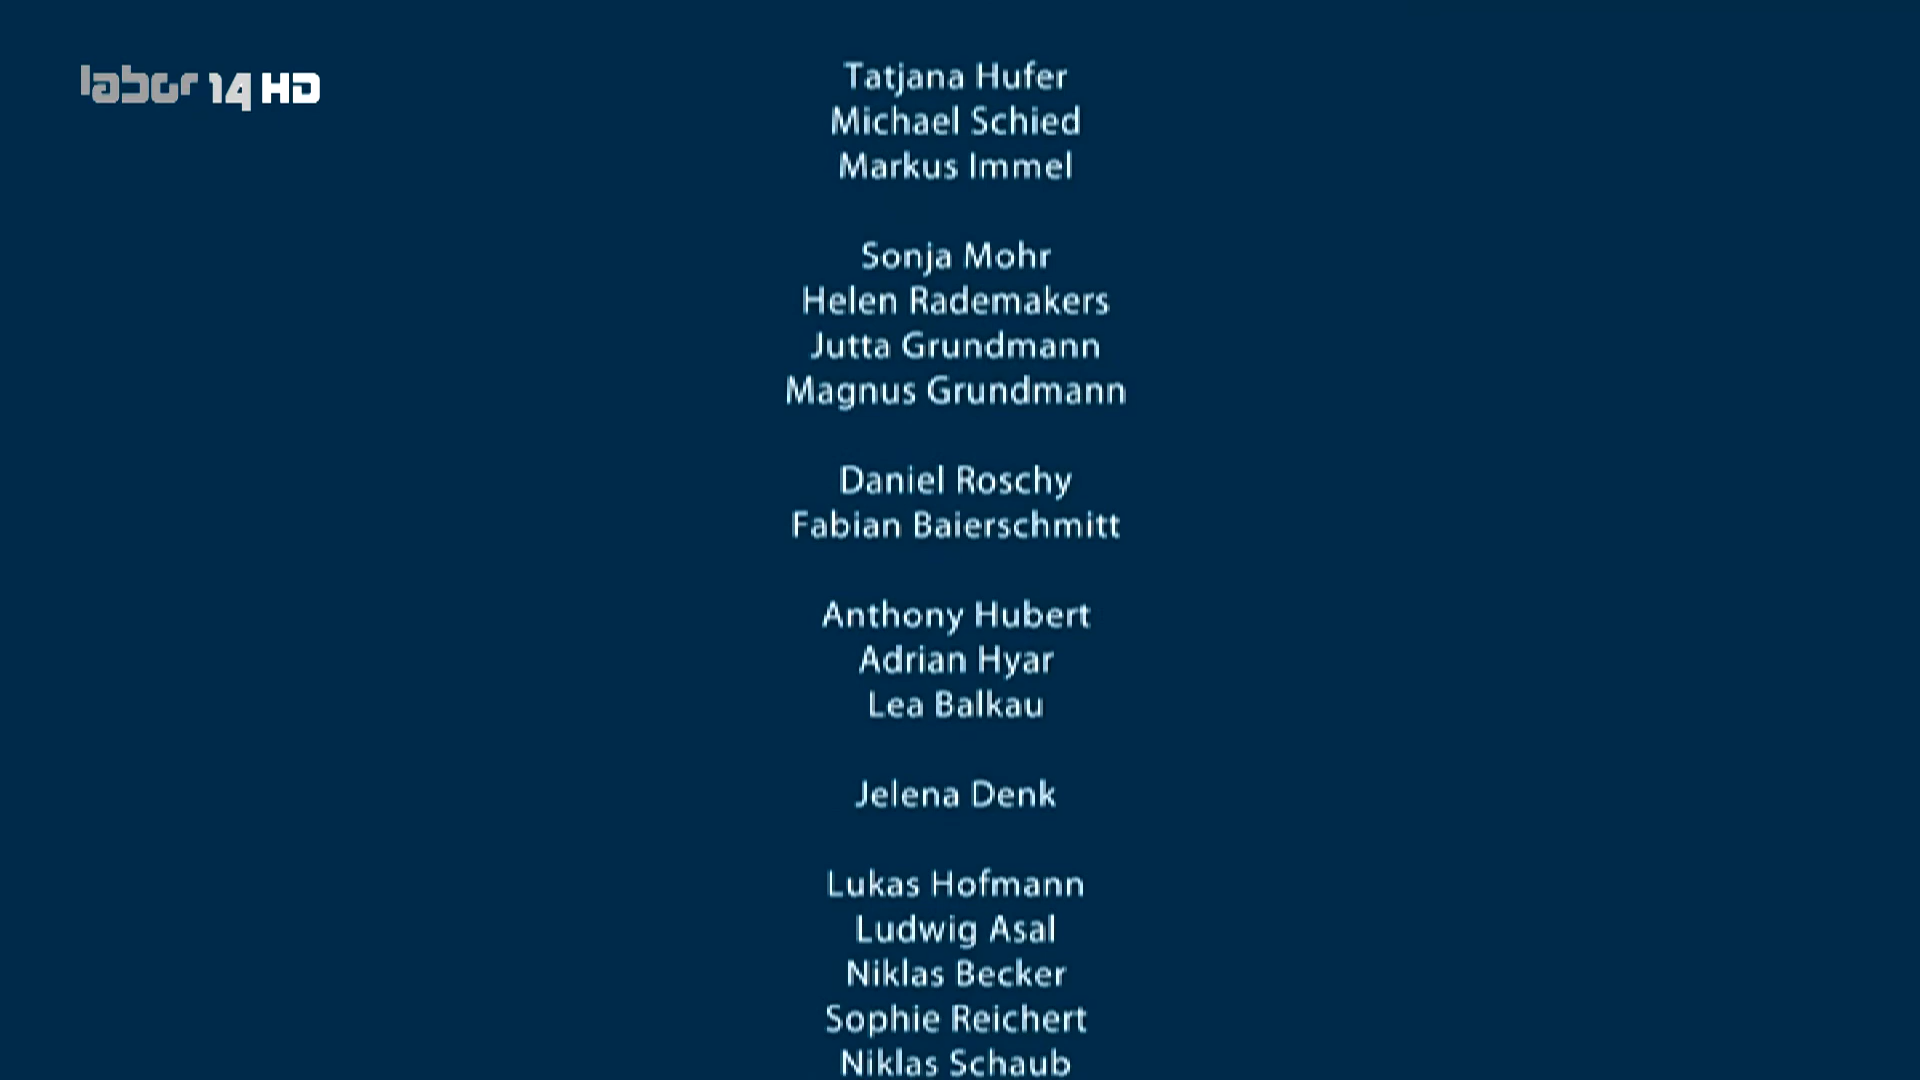 labor 14 HD
Tatjana Hufer
Michael Schied
Markus Immel
Sonja Mohr
Helen Rademakers
Jutta Grundmann
Magnus Grundmann
Daniel Roschy
Fabian Baierschmitt
Anthony Hubert
Adrian Hyar
Lea Balkau
Jelena Denk
Lukas Hofmann
Ludwig Asal
Niklas Becker
Sophie Reichert
Niklas Schaub